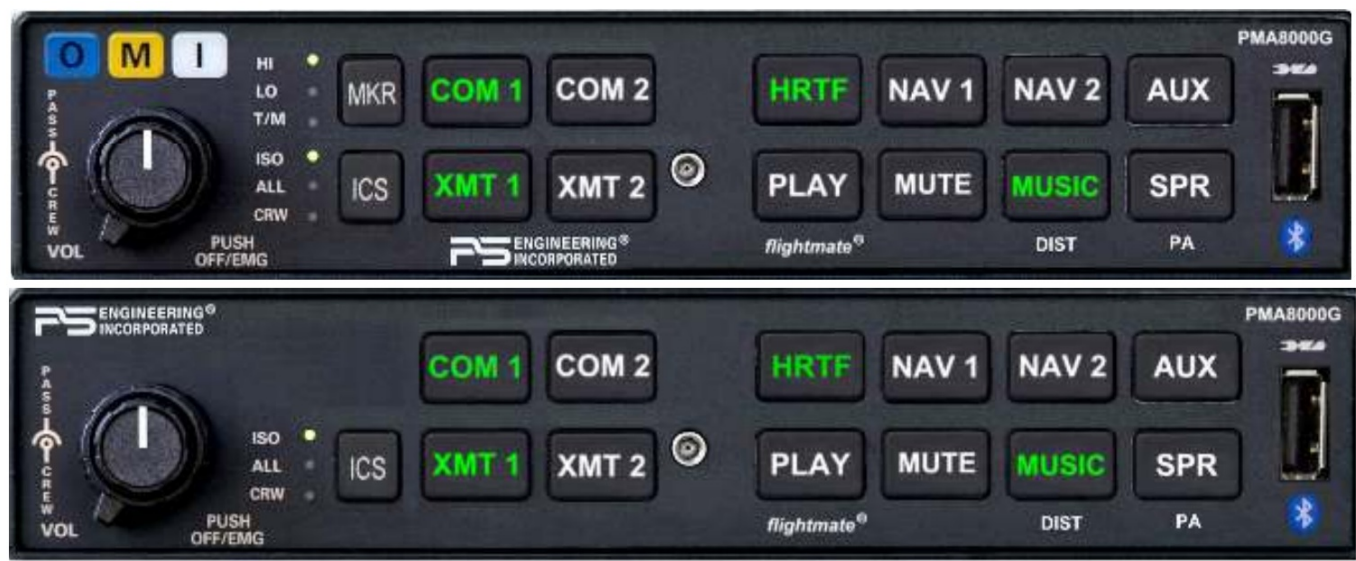 PMA8000G
O M I
HI
LO
T/M
MKR
COM 1
COM 2
HRTF
NAV 1
NAV 2
AUX
PASS
CREW
ISO
ALL
CRW
ICS
XMT 1
XMT 2
PLAY
MUTE
MUSIC
SPR
VOL
PUSH
OFF/EMG
PS ENGINEERING®
INCORPORATED
flightmate®
DIST
PA
PS ENGINEERING®
INCORPORATED
PMA8000G
COM 1
COM 2
HRTF
NAV 1
NAV 2
AUX
PASS
CREW
ISO
ALL
CRW
ICS
XMT 1
XMT 2
PLAY
MUTE
MUSIC
SPR
VOL
PUSH
OFF/EMG
flightmate®
DIST
PA